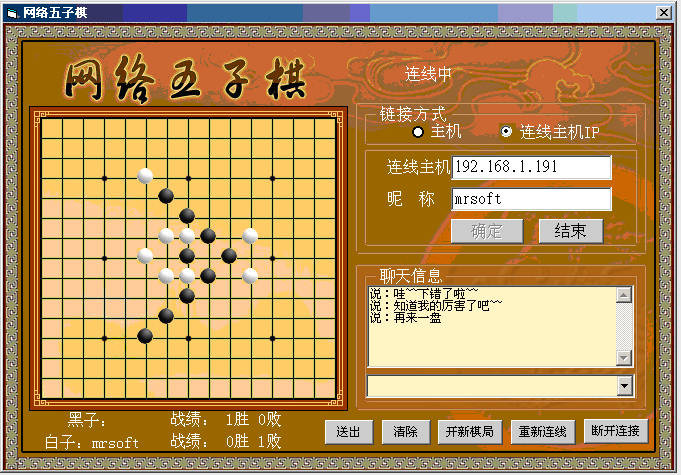 网络五子棋
网络五子棋
连线中
链接方式
主机
连线主机IP
连线主机 192.168.1.191
昵 称 mrsoft
确定 结束
聊天信息
说：哇~~下错了啦~~
说：知道我的厉害了吧~~
说：再来一盘
黑子： 战绩： 1胜 0败
白子：mrsoft 战绩： 0胜 1败
送出 清除 开新棋局 重新连线 断开连接